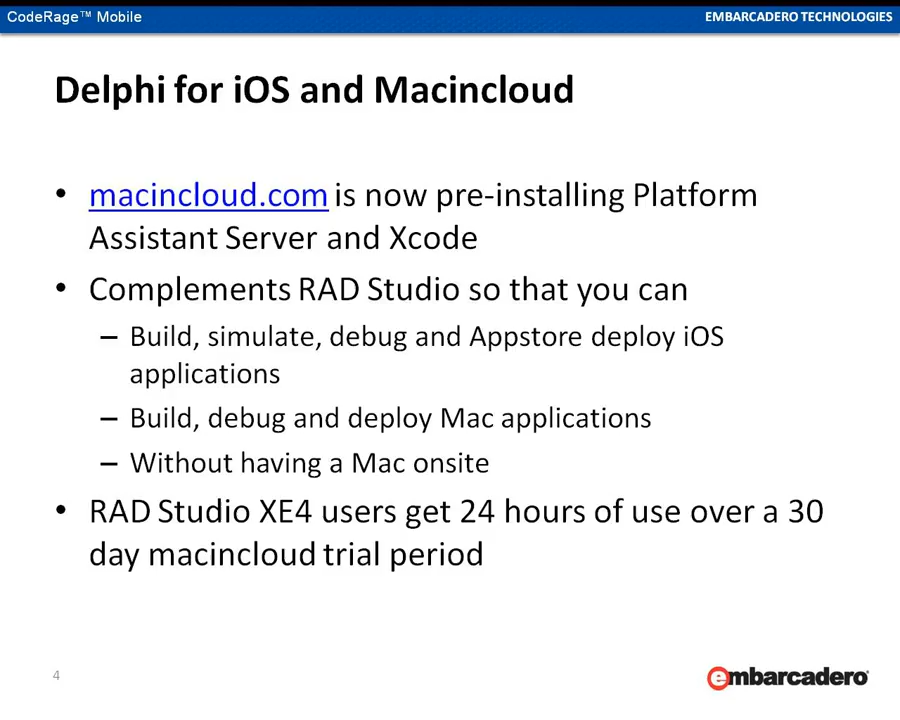 CodeRage™ Mobile
EMBARCADERO TECHNOLOGIES
Delphi for iOS and Macincloud
• macincloud.com is now pre-installing Platform
Assistant Server and Xcode
• Complements RAD Studio so that you can
– Build, simulate, debug and Appstore deploy iOS
applications
– Build, debug and deploy Mac applications
– Without having a Mac onsite
• RAD Studio XE4 users get 24 hours of use over a 30
day macincloud trial period
4
embarcadero